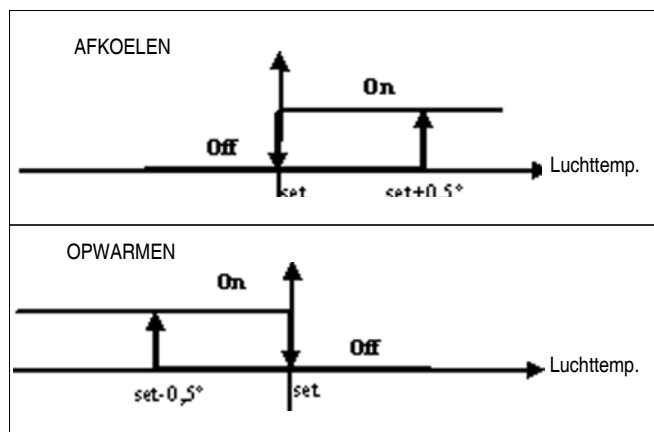 AFKOELEN
On
Off
Luchttemp.
set
set+0,5°
OPWARMEN
On
Off
Luchttemp.
set-0,5°
set